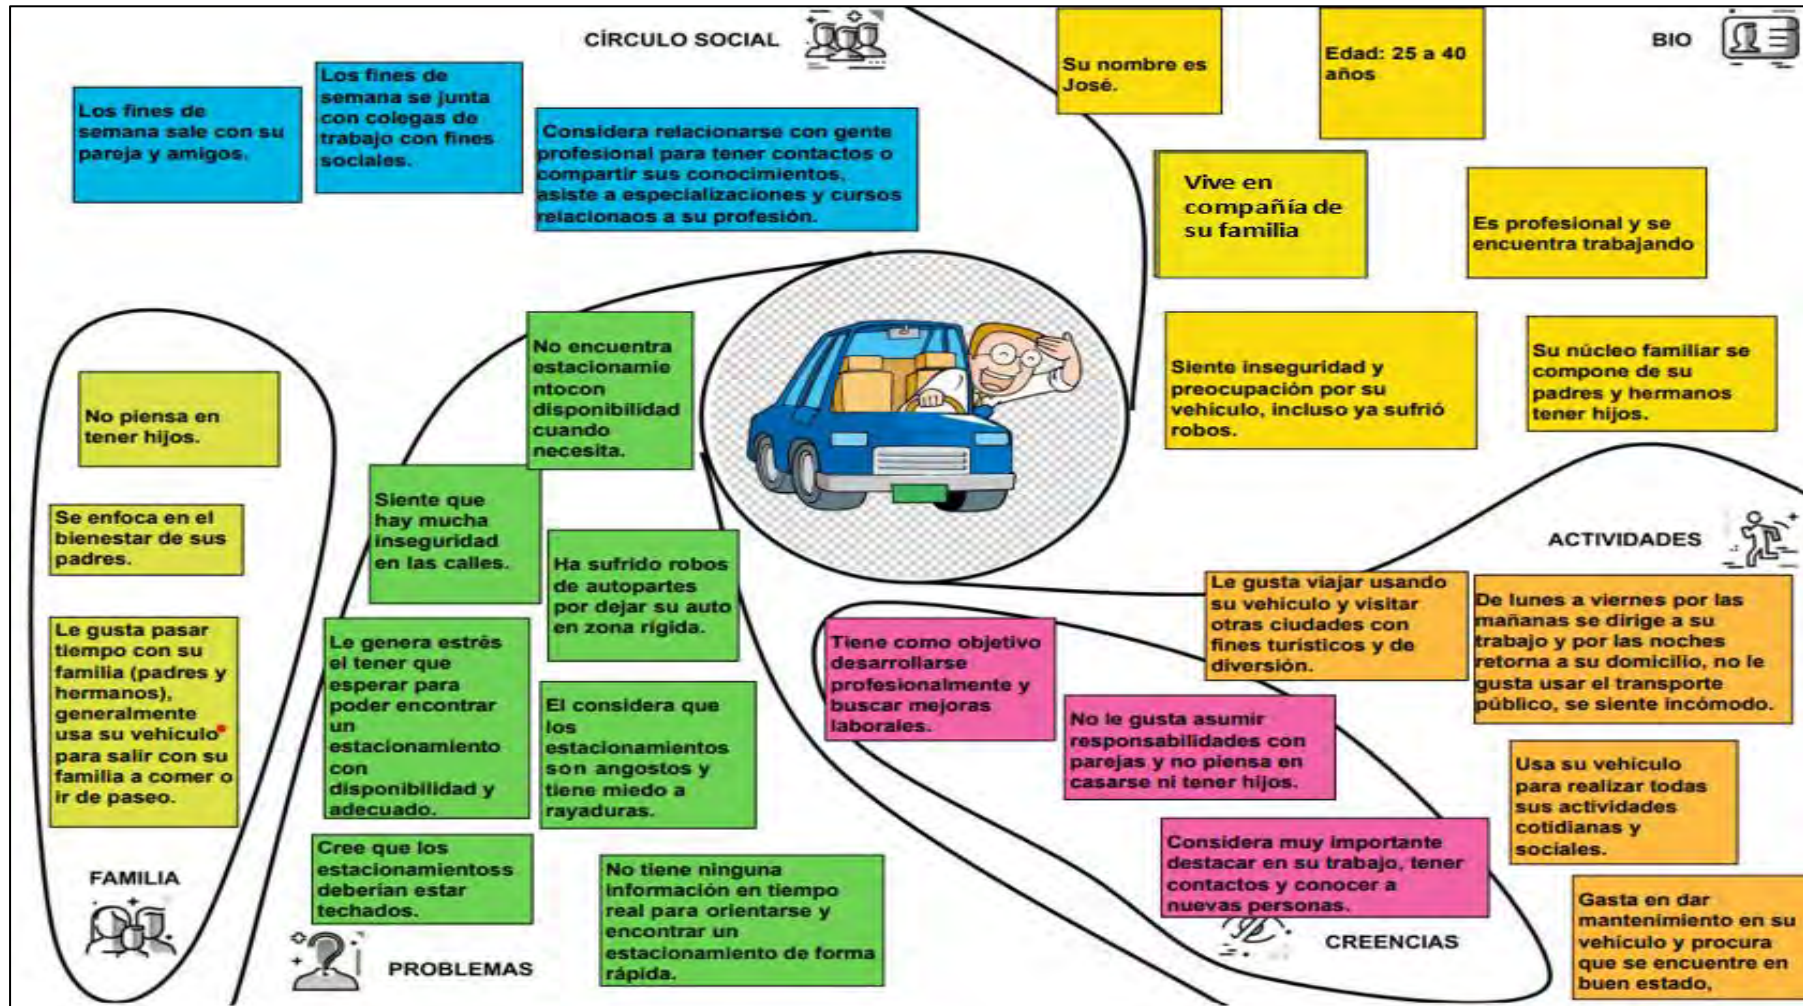 CÍRCULO SOCIAL
Los fines de
semana sale con su
pareja y amigos.
Los fines de
semana se junta
con colegas de
trabajo con fines
sociales.
Considera relacionarse con gente
profesional para tener contactos o
compartir sus conocimientos,
asiste a especializaciones y cursos
relacionaos a su profesión.
BIO
Su nombre es
José.
Edad: 25 a 40
años
Vive en
compañía de
su familia
Es profesional y se
encuentra trabajando
Siente inseguridad y
preocupación por su
vehículo, incluso ya sufrió
robos.
Su núcleo familiar se
compone de su
padres y hermanos
tener hijos.
No piensa en
tener hijos.
Se enfoca en el
bienestar de sus
padres.
Le gusta pasar
tiempo con su
familia (padres y
hermanos),
generalmente
usa su vehículo
para salir con su
familia a comer o
ir de paseo.
FAMILIA
No encuentra
estacionamie
ntocon
disponibilidad
cuando
necesita.
Siente que
hay mucha
inseguridad
en las calles.
Ha sufrido robos
de autopartes
por dejar su auto
en zona rígida.
Le genera estrés
el tener que
esperar para
poder encontrar
un
estacionamiento
con
disponibilidad y
adecuado.
El considera que
los
estacionamientos
son angostos y
tiene miedo a
rayaduras.
Cree que los
estacionamientoss
deberían estar
techados.
No tiene ninguna
información en tiempo
real para orientarse y
encontrar un
estacionamiento de forma
rápida.
PROBLEMAS
ACTIVIDADES
Le gusta viajar usando
su vehículo y visitar
otras ciudades con
fines turísticos y de
diversión.
De lunes a viernes por las
mañanas se dirige a su
trabajo y por las noches
retorna a su domicilio, no le
gusta usar el transporte
público, se siente incómodo.
Usa su vehículo
para realizar todas
sus actividades
cotidianas y
sociales.
Gasta en dar
mantenimiento en su
vehículo y procura
que se encuentre en
buen estado,
Tiene como objetivo
desarrollarse
profesionalmente y
buscar mejoras
laborales.
No le gusta asumir
responsabilidades con
parejas y no piensa en
casarse ni tener hijos.
Considera muy importante
destacar en su trabajo, tener
contactos y conocer a
nuevas personas.
CREENCIAS